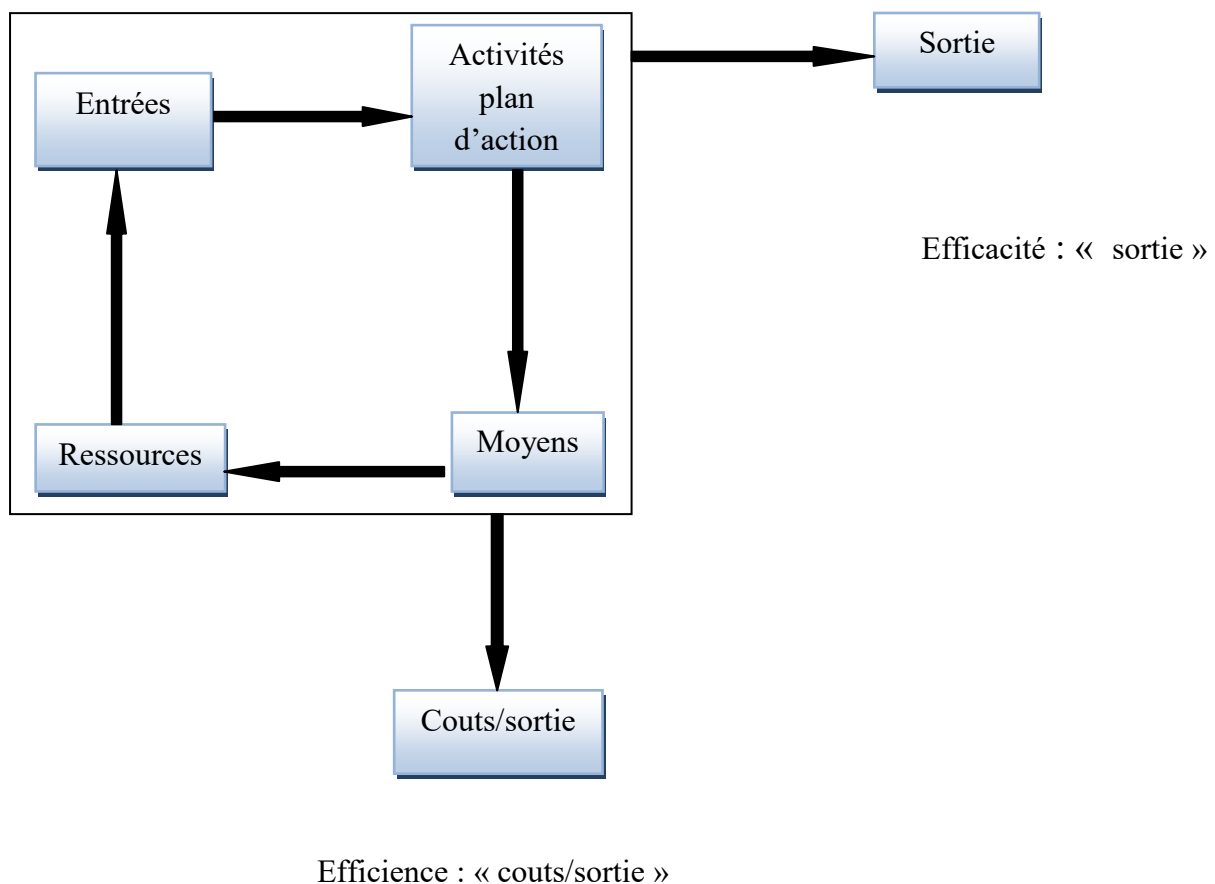 Entrées
Activités
plan
d’action
Sortie
Efficacité : « sortie »
Ressources
Moyens
Couts/sortie
Efficience : « couts/sortie »